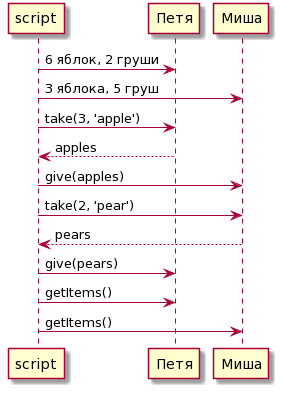 script Петя Миша
6 яблок, 2 груши
3 яблока, 5 груш
take(3, 'apple')
apples
give(apples)
take(2, 'pear')
pears
give(pears)
getItems()
getItems()
script Петя Миша